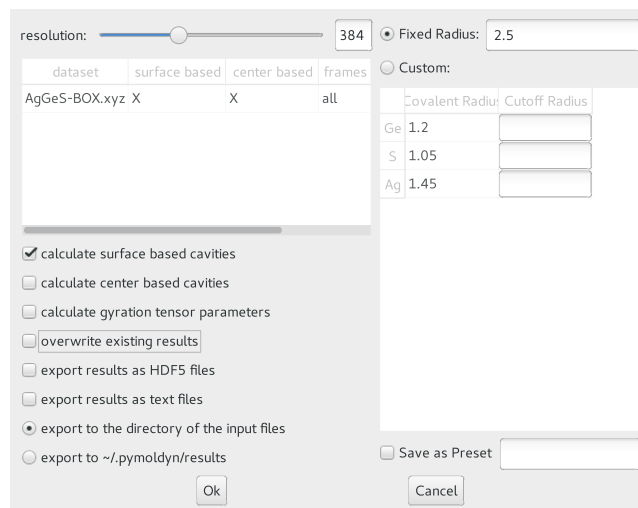 resolution: 384
dataset surface based center based frames
AgGeS-BOX.xyz X X all
calculate surface based cavities
calculate center based cavities
calculate gyration tensor parameters
overwrite existing results
export results as HDF5 files
export results as text files
export to the directory of the input files
export to ~/.pymoldyn/results
Ok
Fixed Radius: 2.5
Custom:
Covalent Radius Cutoff Radius
Ge 1.2
S 1.05
Ag 1.45
Save as Preset
Cancel